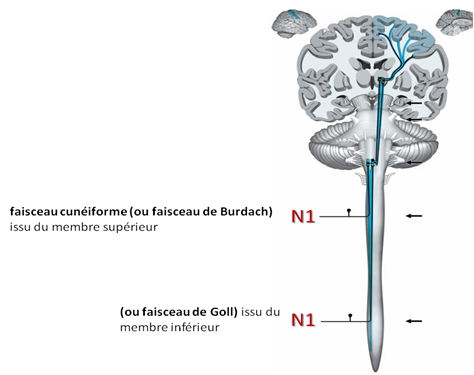 faisceau cunéiforme (ou faisceau de Burdach)
issu du membre supérieur
N1
(ou faisceau de Goll) issu du
membre inférieur
N1